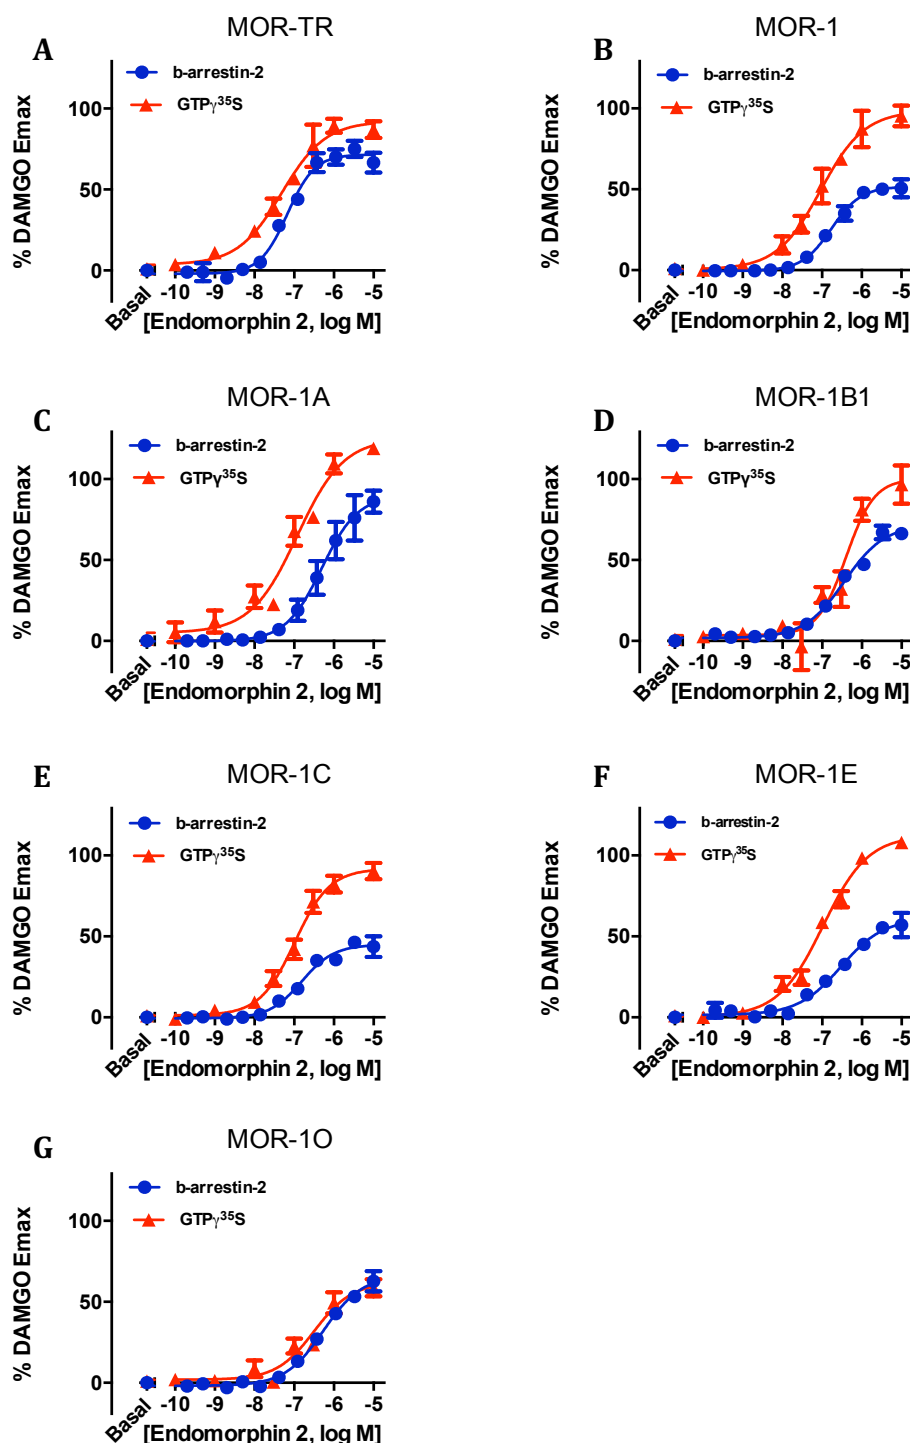 MOR-TR
A
b-arrestin-2
GTPγ³⁵S
% DAMGO Emax
100
50
0
Basal
-10 -9 -8 -7 -6 -5
[Endomorphin 2, log M]
MOR-1
B
b-arrestin-2
GTPγ³⁵S
% DAMGO Emax
100
50
0
Basal
-10 -9 -8 -7 -6 -5
[Endomorphin 2, log M]
MOR-1A
C
b-arrestin-2
GTPγ³⁵S
% DAMGO Emax
100
50
0
Basal
-10 -9 -8 -7 -6 -5
[Endomorphin 2, log M]
MOR-1B1
D
b-arrestin-2
GTPγ³⁵S
% DAMGO Emax
100
50
0
Basal
-10 -9 -8 -7 -6 -5
[Endomorphin 2, log M]
MOR-1C
E
b-arrestin-2
GTPγ³⁵S
% DAMGO Emax
100
50
0
Basal
-10 -9 -8 -7 -6 -5
[Endomorphin 2, log M]
MOR-1E
F
b-arrestin-2
GTPγ³⁵S
% DAMGO Emax
100
50
0
Basal
-10 -9 -8 -7 -6 -5
[Endomorphin 2, log M]
MOR-1O
G
b-arrestin-2
GTPγ³⁵S
% DAMGO Emax
100
50
0
Basal
-10 -9 -8 -7 -6 -5
[Endomorphin 2, log M]